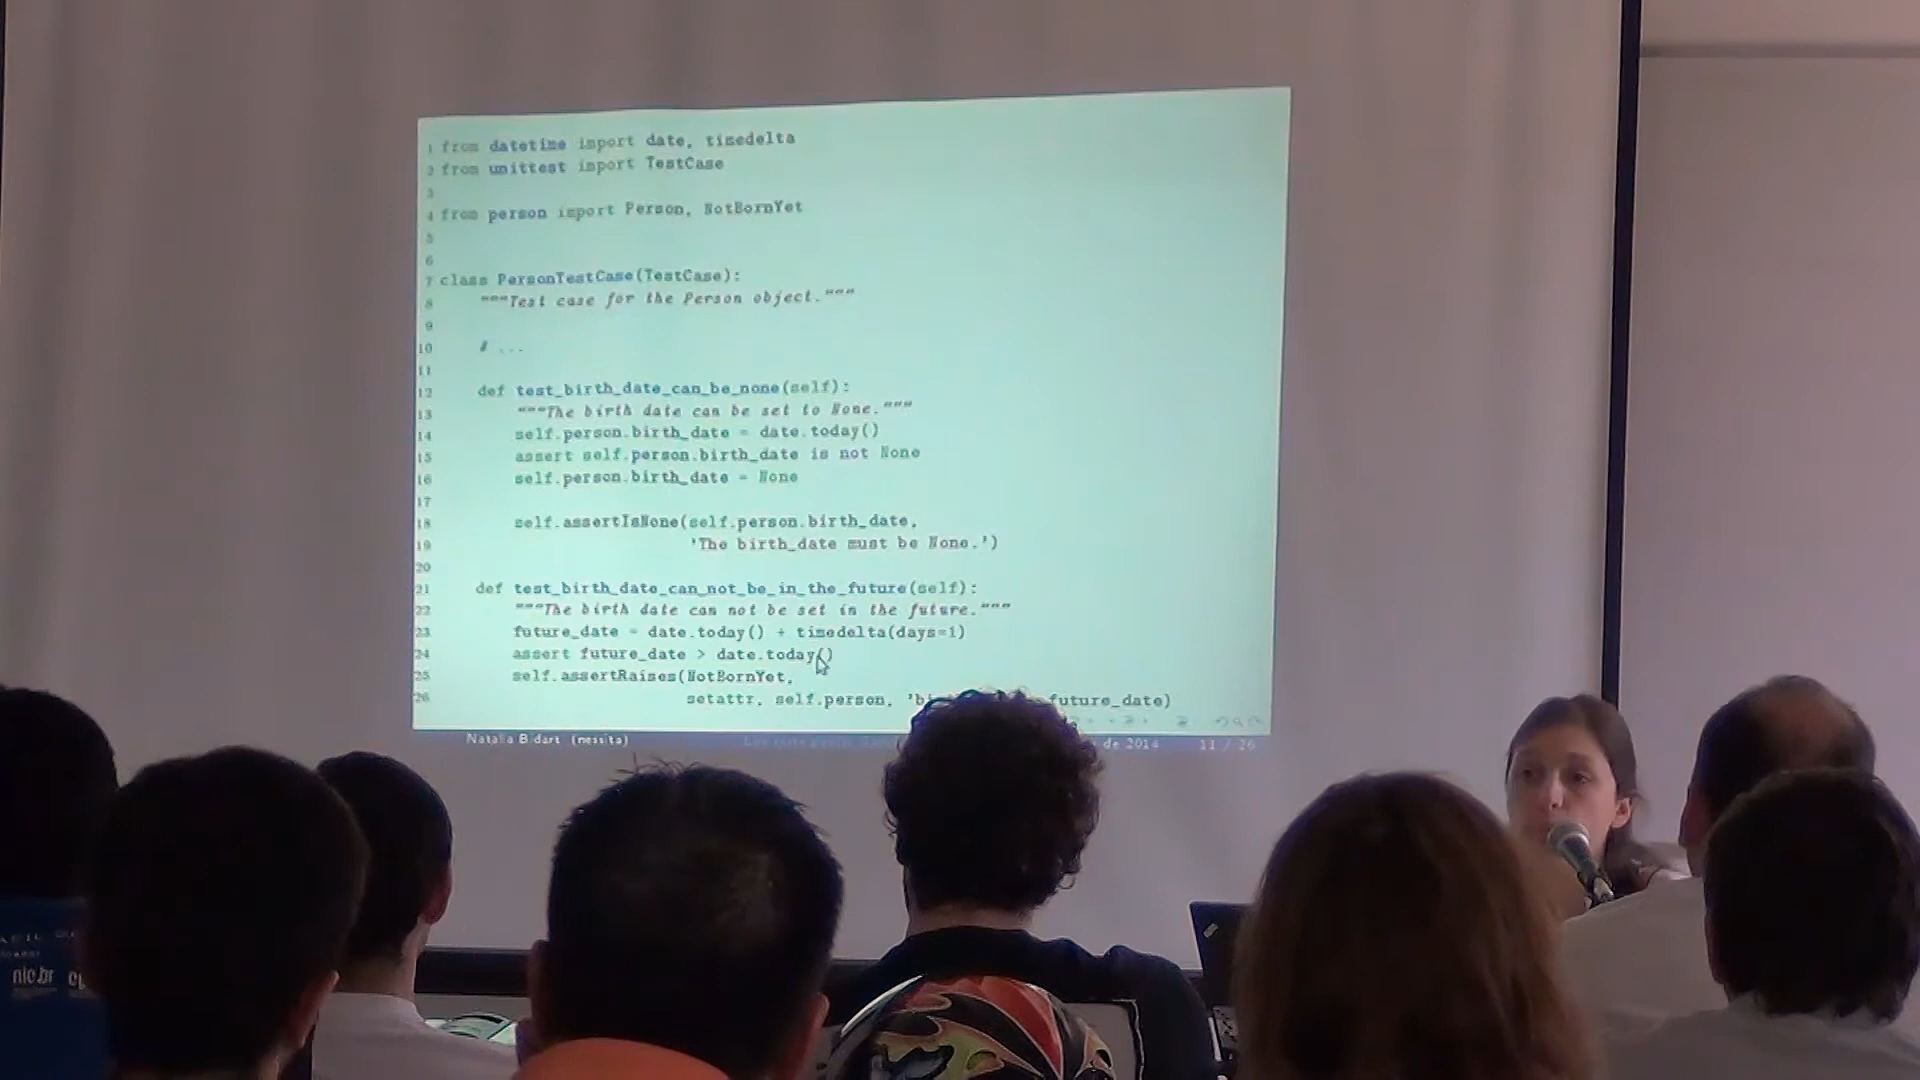 1 from datetime import date, timedelta
2 from unittest import TestCase
3
4 from person import Person, NotBornYet
5
6
7 class PersonTestCase(TestCase):
8 """Test case for the Person object."""
9
10 # ...
11
12 def test_birth_date_can_be_none(self):
13 """The birth date can be set to None."""
14 self.person.birth_date = date.today()
15 assert self.person.birth_date is not None
16 self.person.birth_date = None
17
18 self.assertIsNone(self.person.birth_date,
19 'The birth_date must be None.')
20
21 def test_birth_date_can_not_be_in_the_future(self):
22 """The birth date can not be set in the future."""
23 future_date = date.today() + timedelta(days=1)
24 assert future_date > date.today()
25 self.assertRaises(NotBornYet,
26 setattr, self.person, 'bi future_date)
Natalia Bidart (nessita) de 2014 11 / 26
nic.br